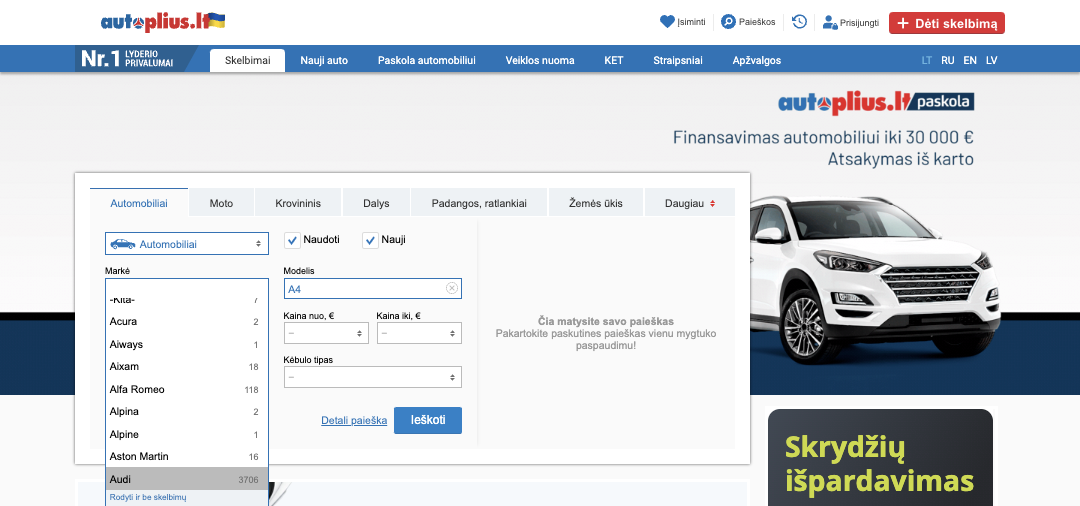 autoplius.lt
Įsiminti
Paieškos
Prisijungti
+ Dėti skelbimą
Nr.1 LYDERIO
PRIVALUMAI
Skelbimai
Nauji auto
Paskola automobiliui
Veiklos nuoma
KET
Straipsniai
Apžvalgos
LT RU EN LV
autoplius.lt paskola
Finansavimas automobiliui iki 30 000 €
Atsakymas iš karto
Automobiliai
Moto
Krovininis
Dalys
Padangos, ratlankiai
Žemės ūkis
Daugiau
Automobiliai
Naudoti
Nauji
Markė
-Kita- 7
Acura 2
Aiways 1
Aixam 18
Alfa Romeo 118
Alpina 2
Alpine 1
Aston Martin 16
Audi 3706
Rodyti ir be skelbimų
Modelis
A4
Kaina nuo, €
Kaina iki, €
–
–
Kėbulo tipas
–
Detali paieška
Ieškoti
Čia matysite savo paieškas
Pakartokite paskutines paieškas vienu mygtuko
paspaudimu!
Skrydžių
išpardavimas